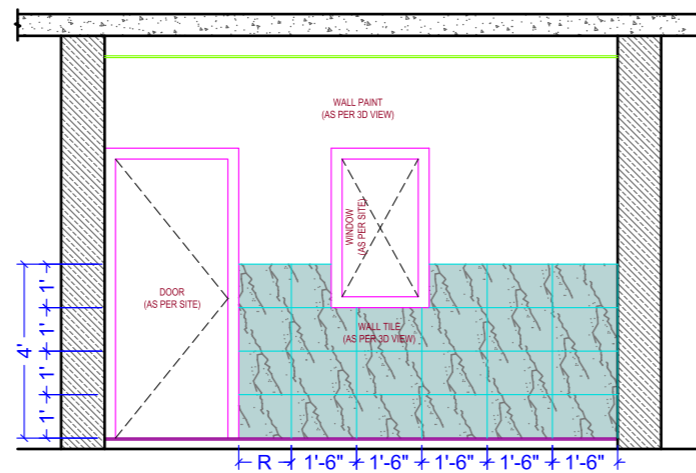 WALL PAINT
(AS PER 3D VIEW)
WINDOW
(AS PER SITE)
DOOR
(AS PER SITE)
WALL TILE
(AS PER 3D VIEW)
4'
1'
1'
1'
1'
R 1'-6" 1'-6" 1'-6" 1'-6" 1'-6"